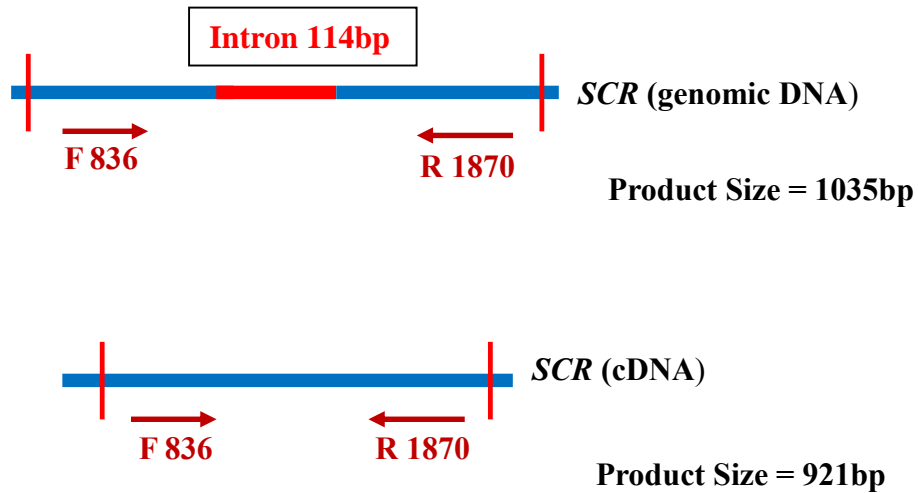 Intron 114bp
SCR (genomic DNA)
F 836
R 1870
Product Size = 1035bp
SCR (cDNA)
F 836
R 1870
Product Size = 921bp